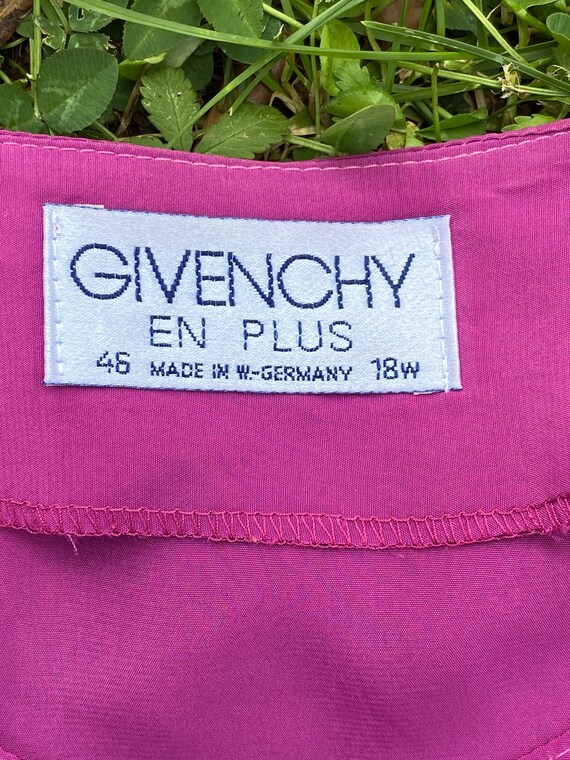 GIVENCHY
EN PLUS
46 MADE IN W.-GERMANY 18W